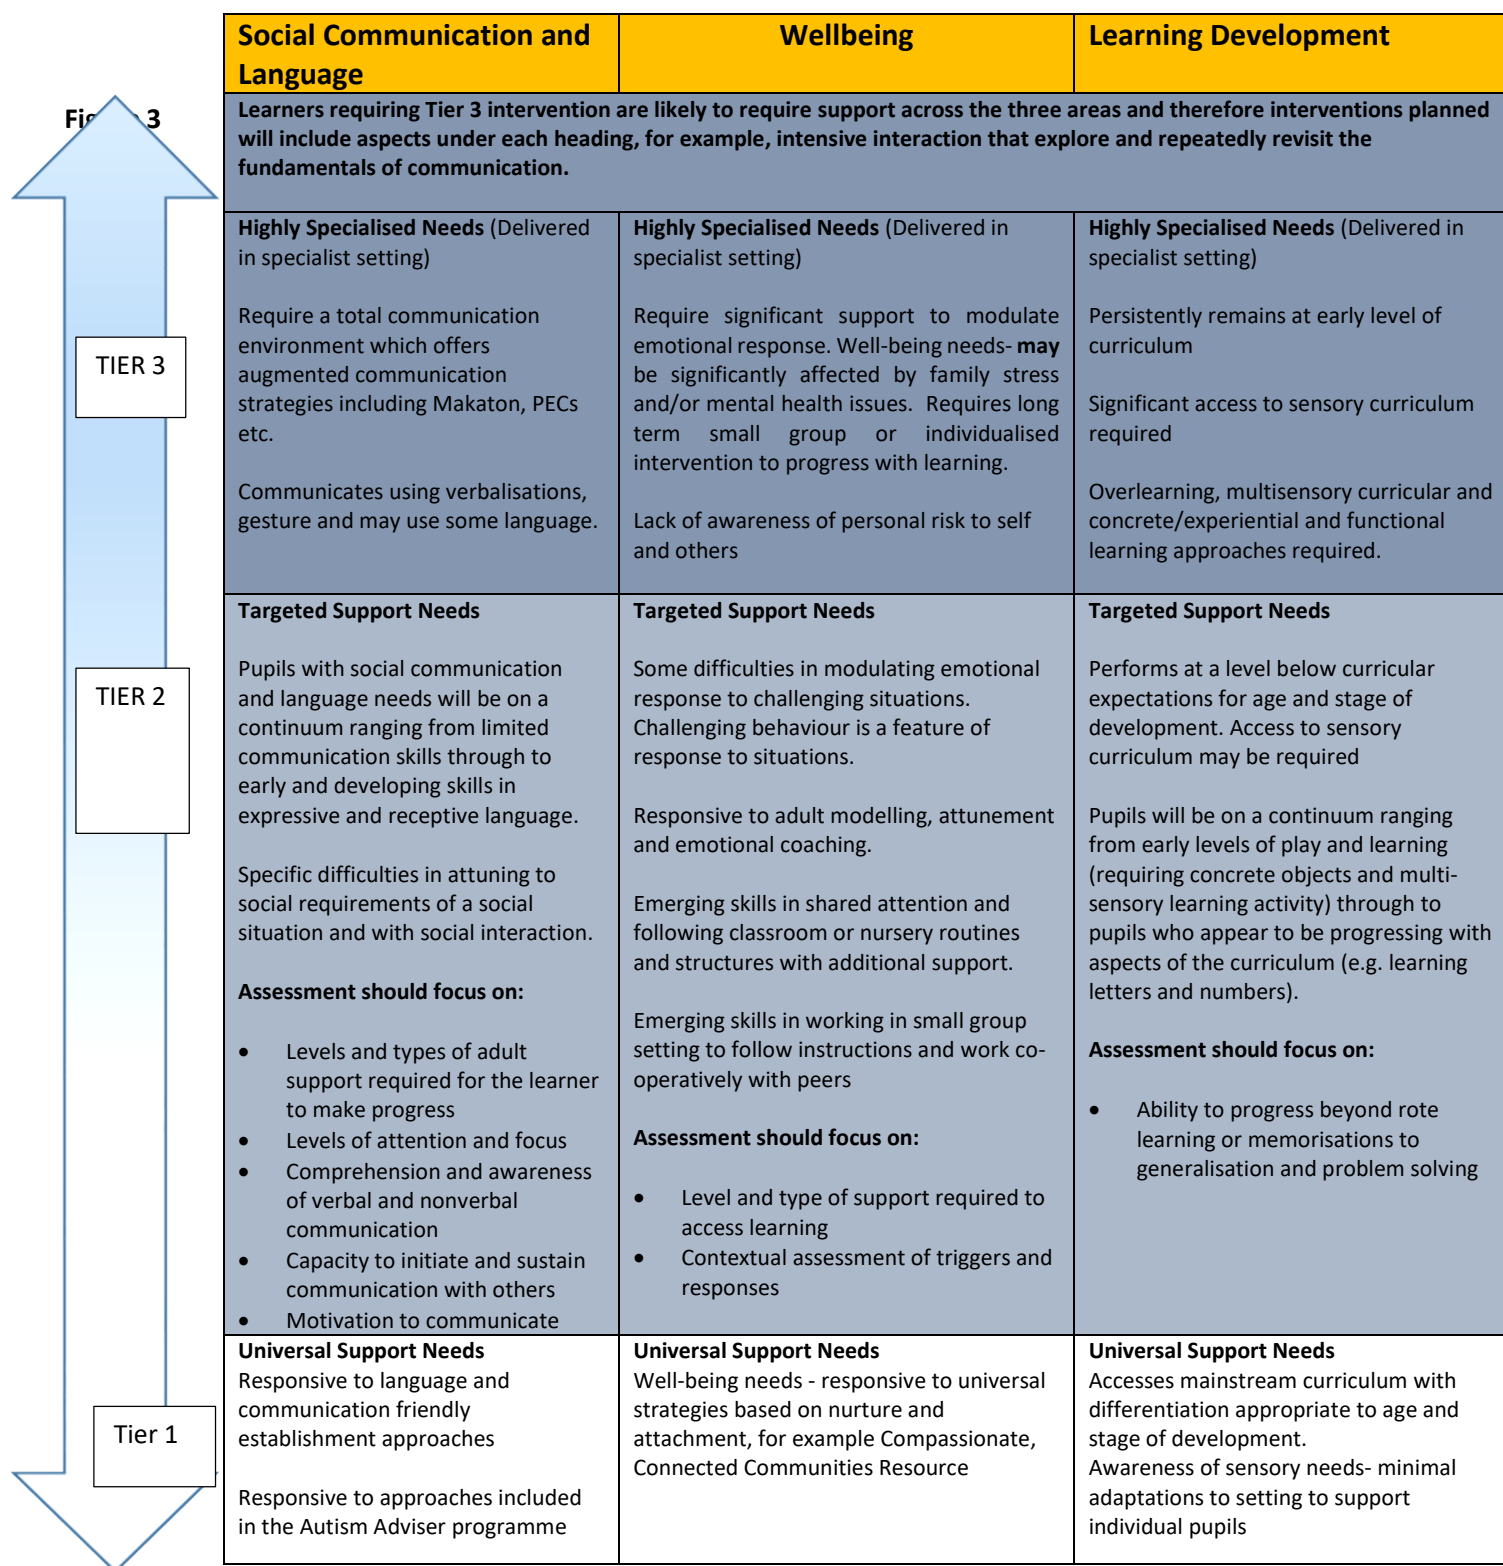 Social Communication and
Language
Wellbeing
Learning Development
Fig 3
Learners requiring Tier 3 intervention are likely to require support across the three areas and therefore interventions planned
will include aspects under each heading, for example, intensive interaction that explore and repeatedly revisit the
fundamentals of communication.
TIER 3
Highly Specialised Needs (Delivered
in specialist setting)
Require a total communication
environment which offers
augmented communication
strategies including Makaton, PECs
etc.
Communicates using verbalisations,
gesture and may use some language.
Highly Specialised Needs (Delivered in
specialist setting)
Require significant support to modulate
emotional response. Well-being needs- may
be significantly affected by family stress
and/or mental health issues. Requires long
term small group or individualised
intervention to progress with learning.
Lack of awareness of personal risk to self
and others
Highly Specialised Needs (Delivered in
specialist setting)
Persistently remains at early level of
curriculum
Significant access to sensory curriculum
required
Overlearning, multisensory curricular and
concrete/experiential and functional
learning approaches required.
TIER 2
Targeted Support Needs
Pupils with social communication
and language needs will be on a
continuum ranging from limited
communication skills through to
early and developing skills in
expressive and receptive language.
Specific difficulties in attuning to
social requirements of a social
situation and with social interaction.
Assessment should focus on:
• Levels and types of adult
support required for the learner
to make progress
• Levels of attention and focus
• Comprehension and awareness
of verbal and nonverbal
communication
• Capacity to initiate and sustain
communication with others
• Motivation to communicate
Targeted Support Needs
Some difficulties in modulating emotional
response to challenging situations.
Challenging behaviour is a feature of
response to situations.
Responsive to adult modelling, attunement
and emotional coaching.
Emerging skills in shared attention and
following classroom or nursery routines
and structures with additional support.
Emerging skills in working in small group
setting to follow instructions and work co-
operatively with peers
Assessment should focus on:
• Level and type of support required to
access learning
• Contextual assessment of triggers and
responses
Targeted Support Needs
Performs at a level below curricular
expectations for age and stage of
development. Access to sensory
curriculum may be required
Pupils will be on a continuum ranging
from early levels of play and learning
(requiring concrete objects and multi-
sensory learning activity) through to
pupils who appear to be progressing with
aspects of the curriculum (e.g. learning
letters and numbers).
Assessment should focus on:
• Ability to progress beyond rote
learning or memorisations to
generalisation and problem solving
Tier 1
Universal Support Needs
Responsive to language and
communication friendly
establishment approaches
Responsive to approaches included
in the Autism Adviser programme
Universal Support Needs
Well-being needs - responsive to universal
strategies based on nurture and
attachment, for example Compassionate,
Connected Communities Resource
Universal Support Needs
Accesses mainstream curriculum with
differentiation appropriate to age and
stage of development.
Awareness of sensory needs- minimal
adaptations to setting to support
individual pupils